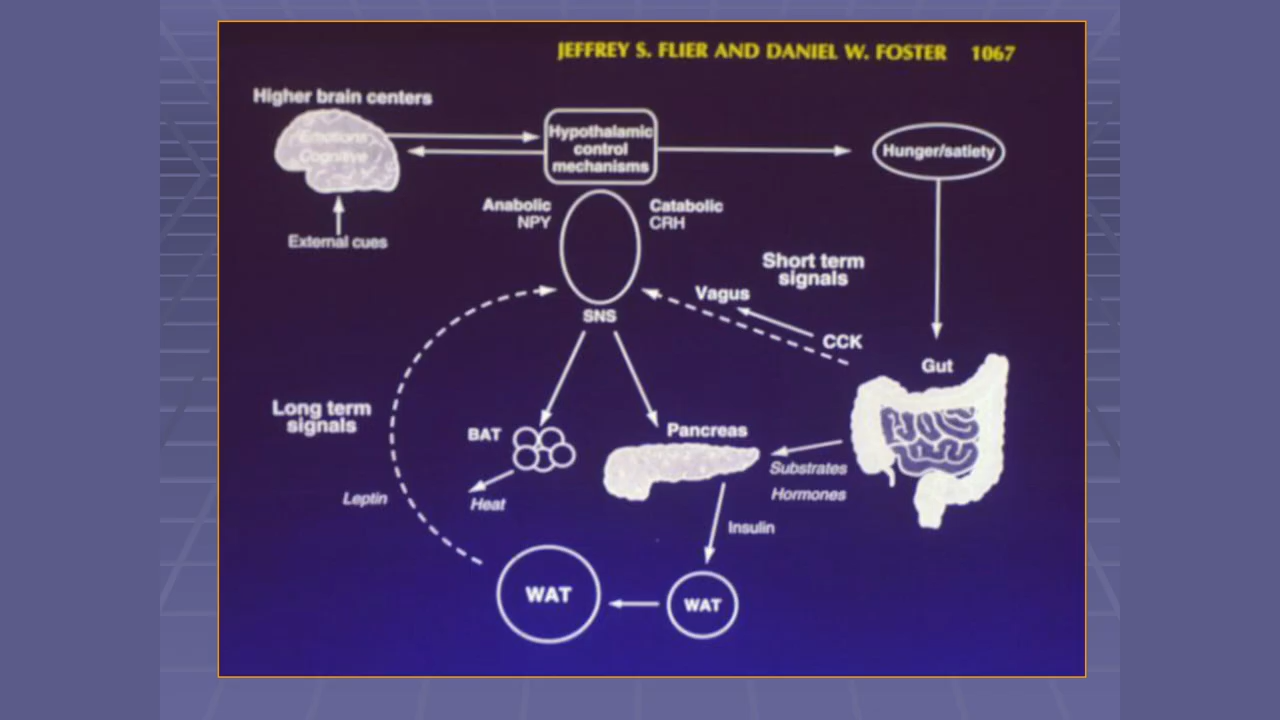 JEFFREY S. FLIER AND DANIEL W. FOSTER 1067
Higher brain centers
Emotions
Cognitive
External cues
Hypothalamic
control
mechanisms
Hunger/satiety
Anabolic
NPY
Catabolic
CRH
SNS
Short term
signals
Vagus
CCK
Gut
Long term
signals
Leptin
BAT
Heat
Pancreas
Substrates
Hormones
Insulin
WAT
WAT